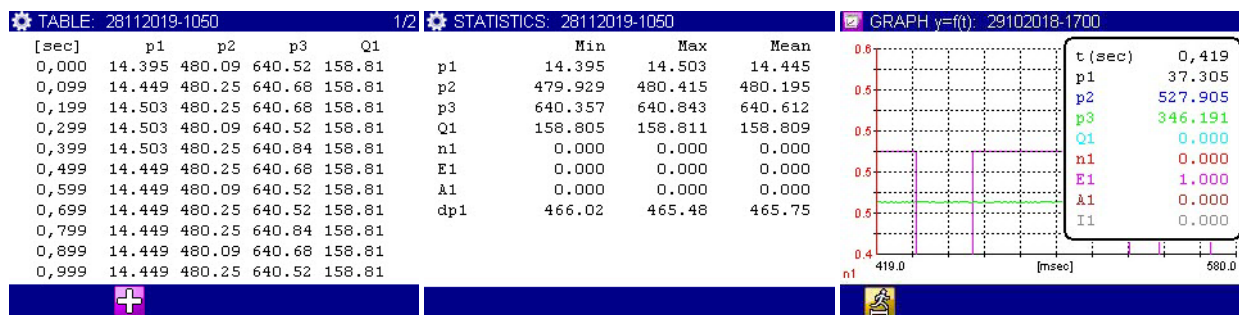 TABLE: 28112019-1050 1/2
[sec] p1 p2 p3 Q1
0,000 14.395 480.09 640.52 158.81
0,099 14.449 480.25 640.68 158.81
0,199 14.503 480.25 640.68 158.81
0,299 14.503 480.09 640.52 158.81
0,399 14.503 480.25 640.84 158.81
0,499 14.449 480.25 640.68 158.81
0,599 14.449 480.09 640.52 158.81
0,699 14.449 480.25 640.52 158.81
0,799 14.449 480.25 640.84 158.81
0,899 14.449 480.09 640.68 158.81
0,999 14.449 480.25 640.52 158.81
STATISTICS: 28112019-1050
Min Max Mean
p1 14.395 14.503 14.445
p2 479.929 480.415 480.195
p3 640.357 640.843 640.612
Q1 158.805 158.811 158.809
n1 0.000 0.000 0.000
E1 0.000 0.000 0.000
A1 0.000 0.000 0.000
dp1 466.02 465.48 465.75
GRAPH y=f(t): 29102018-1700
0.6
0.5
0.5
0.5
0.5
0.4
n1
419.0 [msec] 580.0
t(sec) 0,419
p1 37.305
p2 527.905
p3 346.191
Q1 0.000
n1 0.000
E1 1.000
A1 0.000
I1 0.000